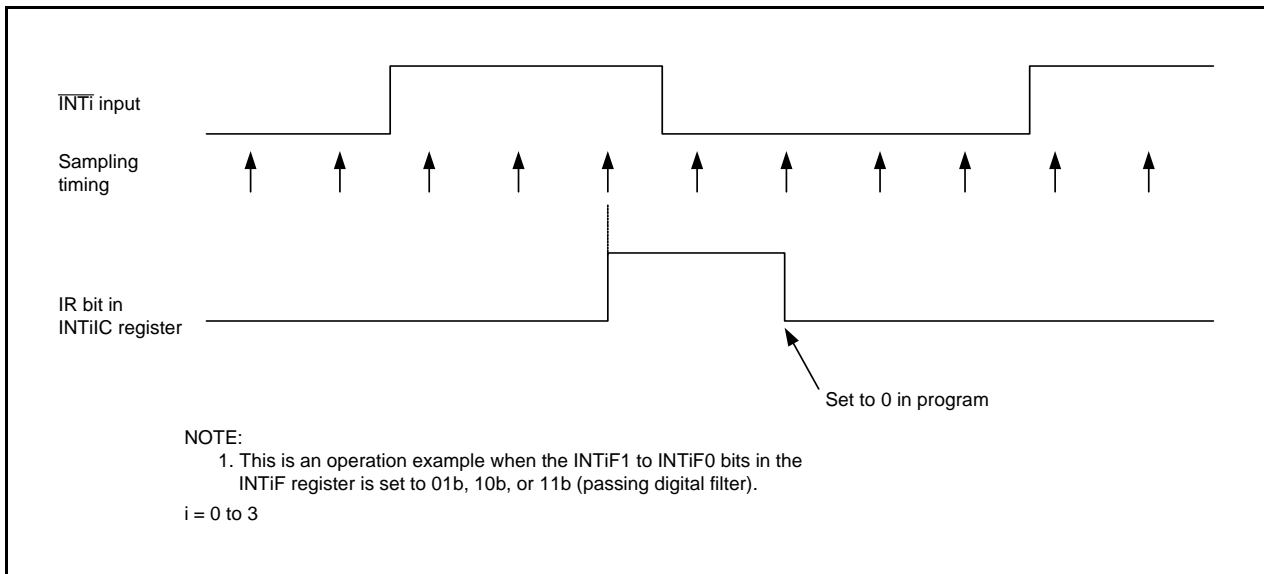 INTi input
Sampling
timing
IR bit in
INTiIC register
Set to 0 in program
NOTE:
1. This is an operation example when the INTiF1 to INTiF0 bits in the
INTiF register is set to 01b, 10b, or 11b (passing digital filter).
i = 0 to 3